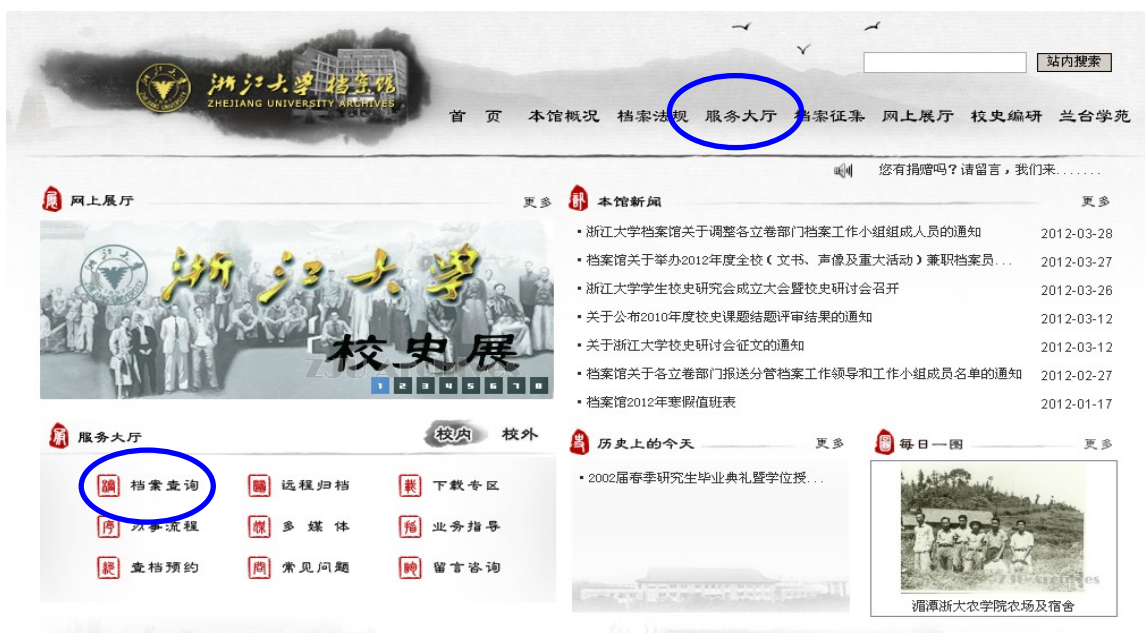 站内搜索
浙江大学 档案馆
ZHEJIANG UNIVERSITY ARCHIVES
首 页 本馆概况 档案法规 服务大厅 档案征集 网上展厅 校史编研 兰台学苑
您有捐赠吗？请留言，我们来.......
网上展厅 更多
浙江大学
校史展
1 2 3 4 5 6 7 8
本馆新闻 更多
浙江大学档案馆关于调整各立卷部门档案工作小组组成人员的通知 2012-03-28
档案馆关于举办2012年度全校（文书、声像及重大活动）兼职档案员... 2012-03-27
浙江大学学生校史研究会成立大会暨校史研讨会召开 2012-03-26
关于公布2010年度校史课题结题评审结果的通知 2012-03-12
关于浙江大学校史研讨会征文的通知 2012-03-12
档案馆关于各立卷部门报送分管档案工作领导和工作小组成员名单的通知 2012-02-27
档案馆2012年寒假值班表 2012-01-17
服务大厅 校内 校外
档案查询 远程归档 下载专区
办事流程 多 媒 体 业务指导
查档预约 常见问题 留言咨询
历史上的今天 更多
2002届春季研究生毕业典礼暨学位授...
每日一图 更多
ZJU Archives
湄潭浙大农学院农场及宿舍